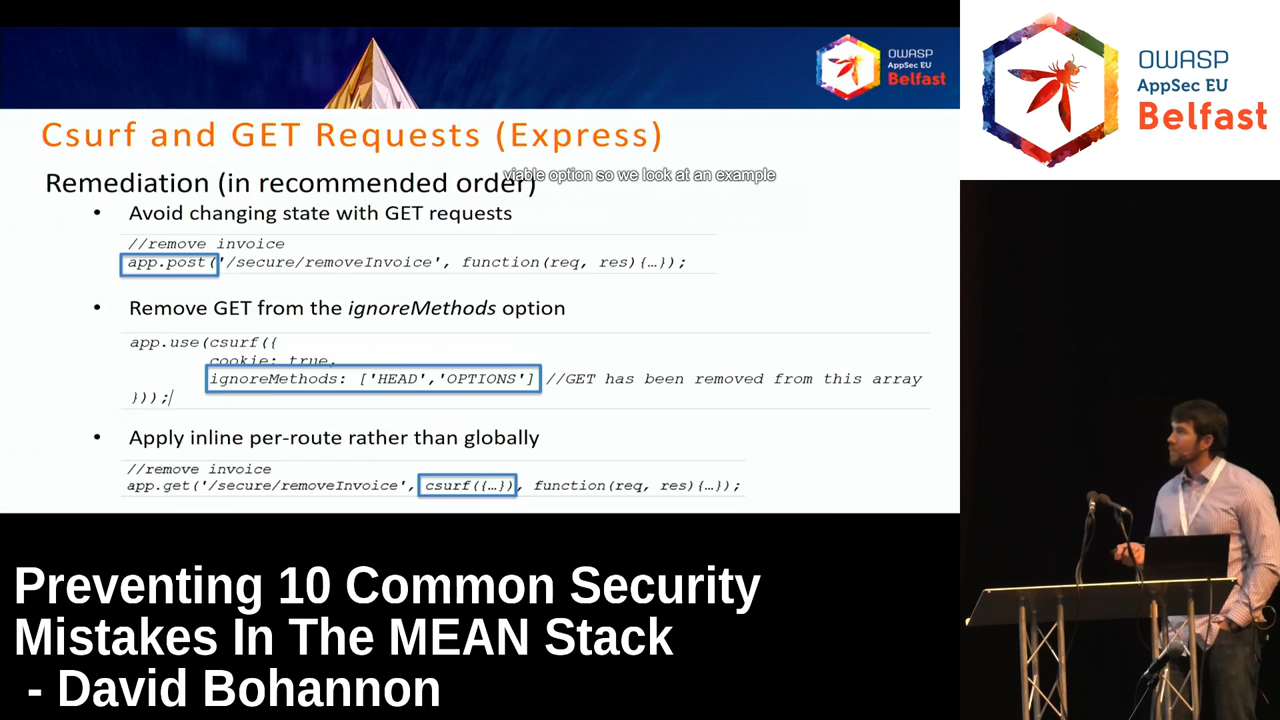 OWASP
AppSec EU
Belfast
OWASP
AppSec EU
Belfast
Csurf and GET Requests (Express)
viable option so we look at an example
Remediation (in recommended order)
• Avoid changing state with GET requests
//remove invoice
app.post('/secure/removeInvoice', function(req, res){…});
• Remove GET from the ignoreMethods option
app.use(csurf({
cookie: true,
ignoreMethods: ['HEAD','OPTIONS'] //GET has been removed from this array
}));
• Apply inline per-route rather than globally
//remove invoice
app.get('/secure/removeInvoice', csurf({…}), function(req, res){…});
Preventing 10 Common Security
Mistakes In The MEAN Stack
- David Bohannon